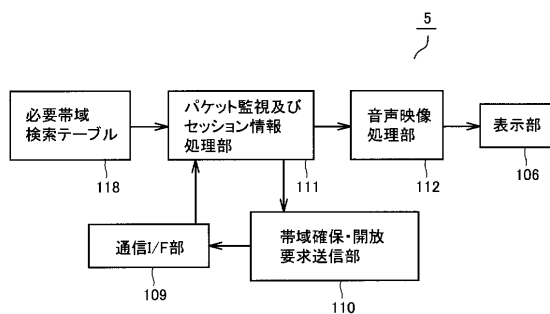 5
必要帯域
検索テーブル
118
パケット監視及び
セッション情報
処理部
111
音声映像
処理部
112
表示部
106
通信I/F部
109
帯域確保・開放
要求送信部
110